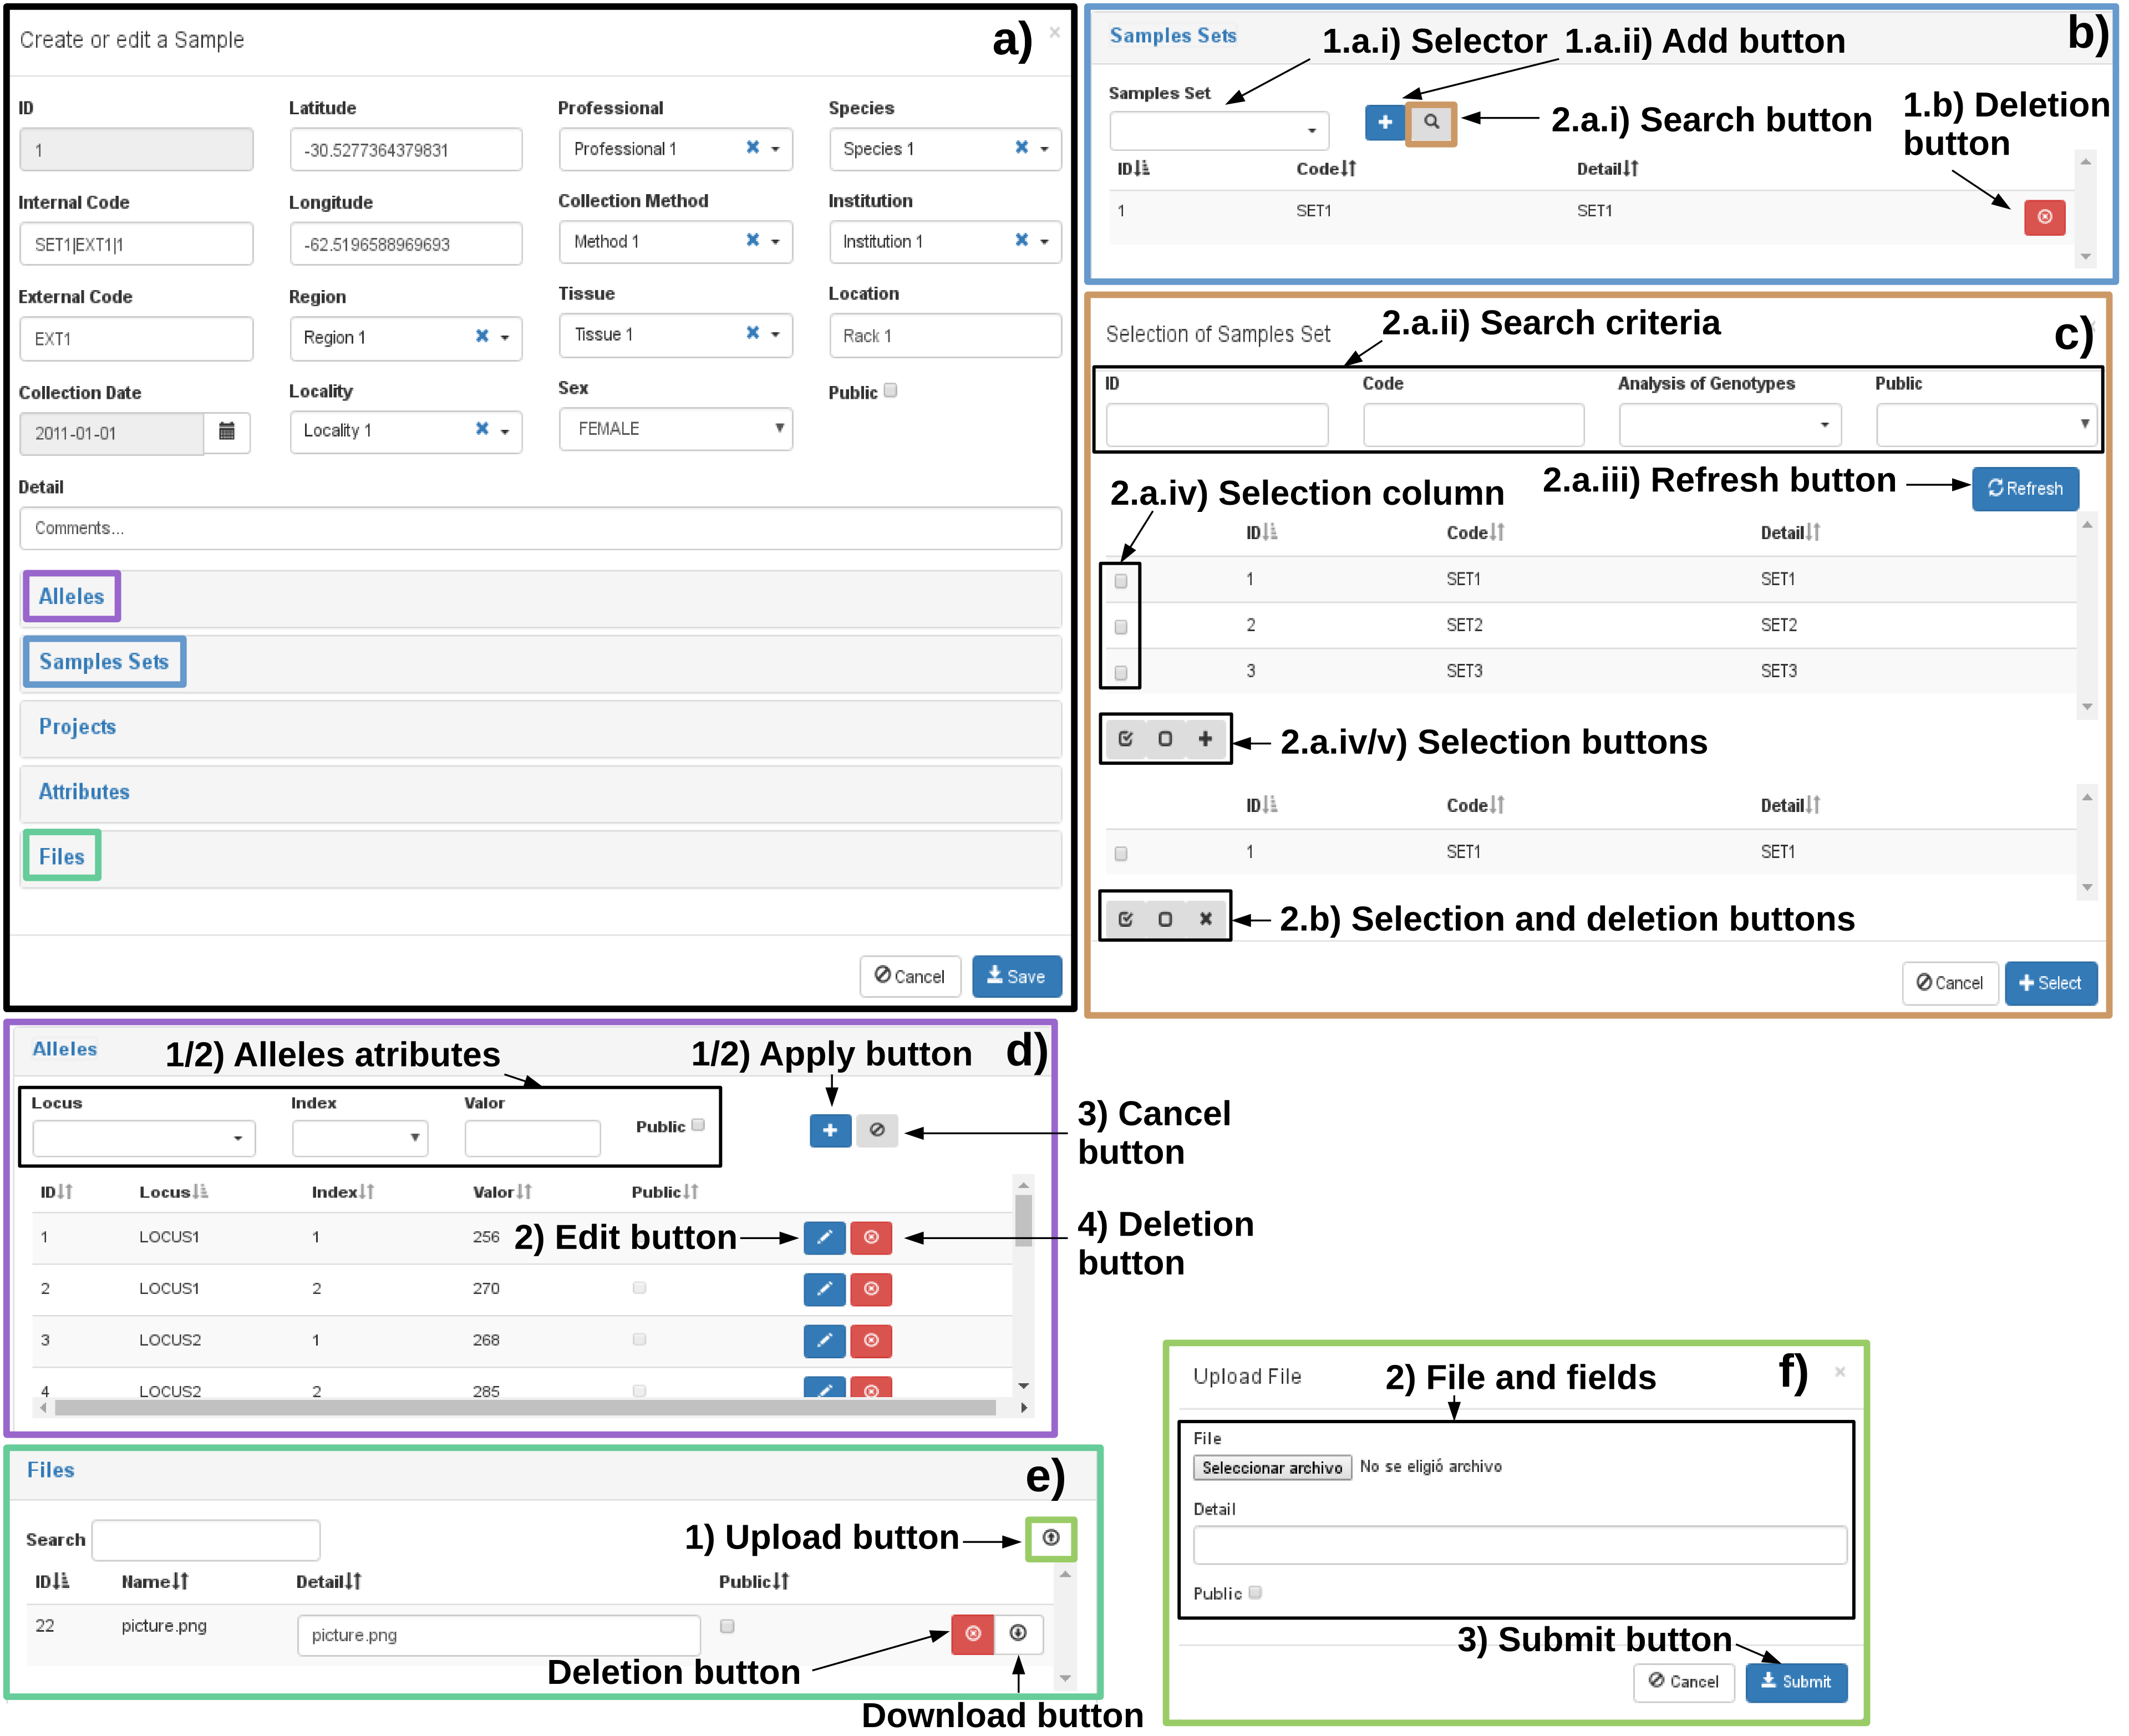 a)
Create or edit a Sample
ID Latitude Professional Species
1 -30.5277364379831 Professional 1 Species 1
Internal Code Longitude Collection Method Institution
SET1|EXT1|1 -62.5196588969693 Method 1 Institution 1
External Code Region Tissue Location
EXT1 Region 1 Tissue 1 Rack 1
Collection Date Locality Sex Public
2011-01-01 Locality 1 FEMALE
Detail
Comments...
Alleles
Samples Sets
Projects
Attributes
Files
Cancel Save
b)
Samples Sets
1.a.i) Selector 1.a.ii) Add button
Samples Set
2.a.i) Search button
1.b) Deletion
button
ID Code Detail
1 SET1 SET1
c)
Selection of Samples Set
2.a.ii) Search criteria
ID Code Analysis of Genotypes Public
2.a.iii) Refresh button
Refresh
2.a.iv) Selection column
ID Code Detail
1 SET1 SET1
2 SET2 SET2
3 SET3 SET3
2.a.iv/v) Selection buttons
ID Code Detail
1 SET1 SET1
2.b) Selection and deletion buttons
Cancel Select
d)
Alleles
1/2) Alleles atributes
1/2) Apply button
Locus Index Valor Public
3) Cancel
button
ID Locus Index Valor Public
1 LOCUS1 1 256
2) Edit button
4) Deletion
button
2 LOCUS1 2 270
3 LOCUS2 1 268
4 LOCUS2 2 285
e)
Files
Search
1) Upload button
ID Name Detail Public
22 picture.png picture.png
Deletion button
Download button
f)
Upload File
2) File and fields
File
Seleccionar archivo No se eligió archivo
Detail
Public
3) Submit button
Cancel Submit